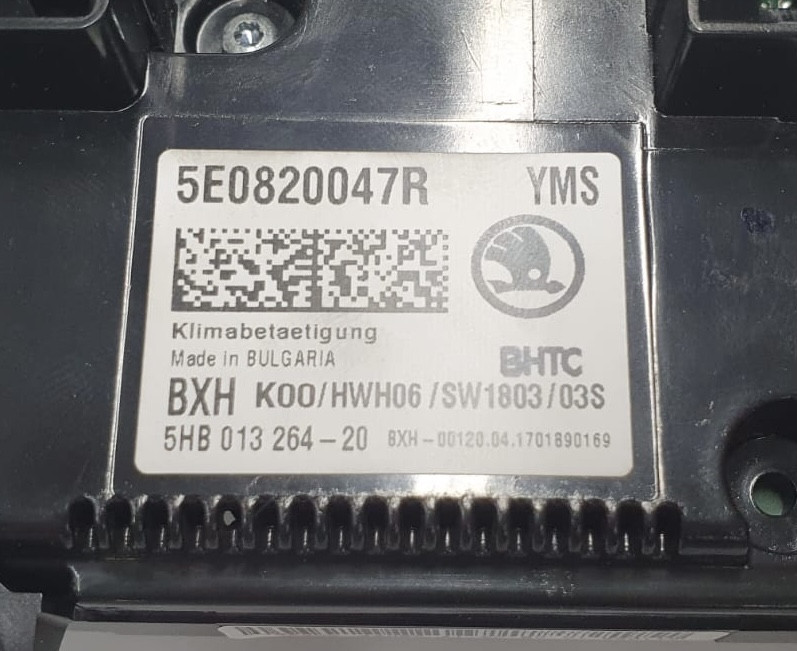 5E0820047R YMS
Klimabetaetigung
Made in BULGARIA
BHTC
BXH K00/HWH06/SW1803/03S
5HB 013 264-20 BXH-00120.04.1701890169